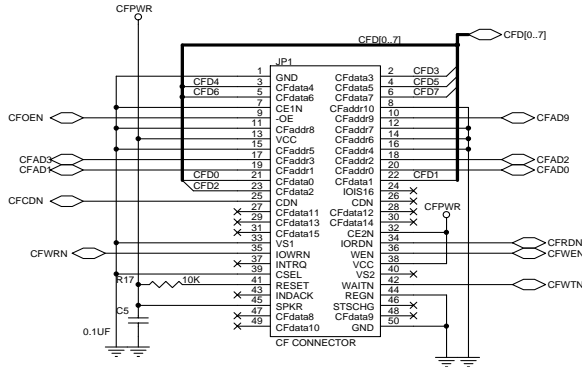 CFPWR
CFD[0..7]
CFD[0..7]
JP1
1 GND CFdata3 2 CFD3
CFD4 3 CFdata4 CFdata5 4 CFD5
CFD6 5 CFdata6 CFdata7 6 CFD7
7 CE1N CFaddr10 8
CFOEN 9 -OE CFaddr9 10 CFAD9
11 CFaddr8 CFaddr7 12
13 VCC CFaddr6 14
15 CFaddr5 CFaddr4 16
CFAD3 17 CFaddr3 CFaddr2 18 CFAD2
CFAD1 19 CFaddr1 CFaddr0 20 CFAD0
CFD0 21 CFdata0 CFdata1 22 CFD1
CFD2 23 CFdata2 IOIS16 24
CFCDN 25 CDN CDN 26
CFPWR
27 CFdata11 CFdata12 28
29 CFdata13 CFdata14 30
31 CFdata15 CE2N 32
33 VS1 IORDN 34 CFRDN
CFWRN 35 IOWRN WEN 36 CFWEN
37 INTRQ VCC 38
39 CSEL VS2 40
R17 10K 41 RESET WAITN 42 CFWTN
43 INDACK REGN 44
C5 45 SPKR STSCHG 46
47 CFdata8 CFdata9 48
0.1UF 49 CFdata10 GND 50
CF CONNECTOR